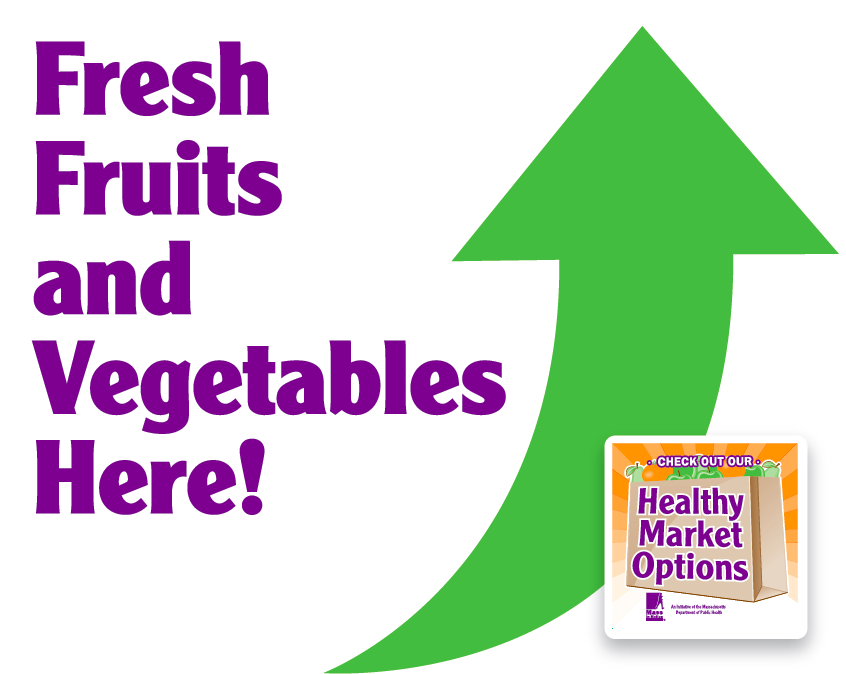 Fresh
Fruits
and
Vegetables
Here!
• CHECK OUT OUR •
Healthy
Market
Options
Mass
An Initiative of the Massachusetts
Department of Public Health